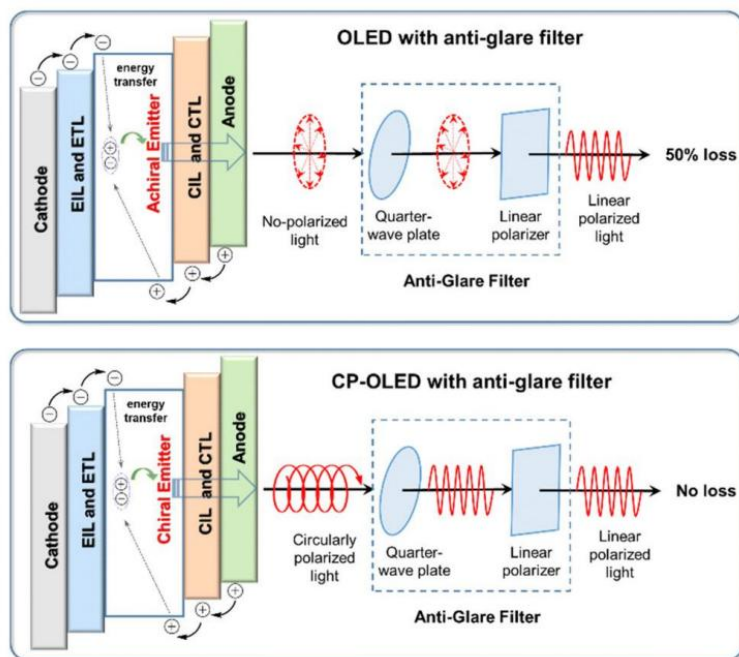 OLED with anti-glare filter
Cathode
EIL and ETL
energy
transfer
Achiral Emitter
CIL and CTL
Anode
No-polarized
light
Quarter-
wave plate
Linear
polarizer
Linear
polarized
light
50% loss
Anti-Glare Filter
CP-OLED with anti-glare filter
Cathode
EIL and ETL
energy
transfer
Chiral Emitter
CIL and CTL
Anode
Circularly
polarized
light
Quarter-
wave plate
Linear
polarizer
Linear
polarized
light
No loss
Anti-Glare Filter